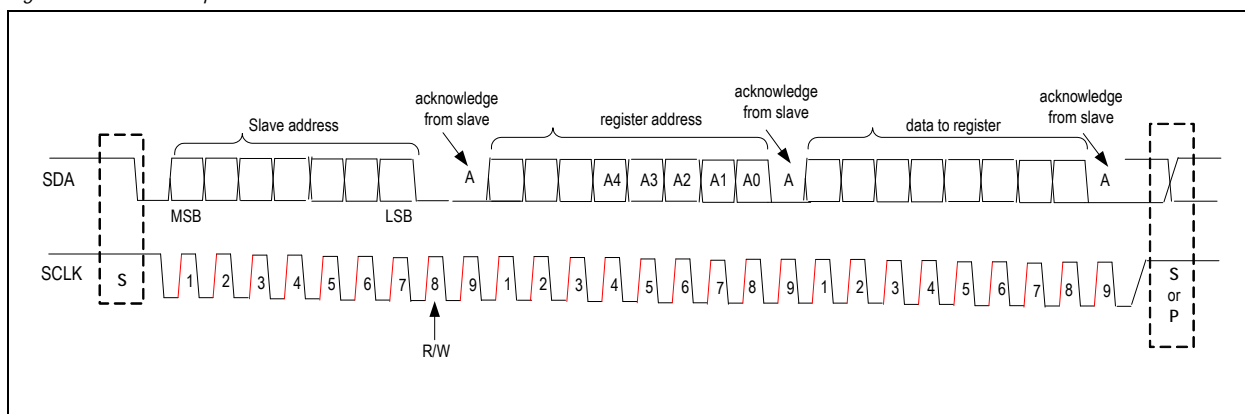 acknowledge
from slave
acknowledge
from slave
acknowledge
from slave
Slave address
register address
data to register
SDA
A
A4 A3 A2 A1 A0
A
A
MSB
LSB
SCLK
S
1 2 3 4 5 6 7 8 9 1 2 3 4 5 6 7 8 9 1 2 3 4 5 6 7 8 9
S
or
P
R/W